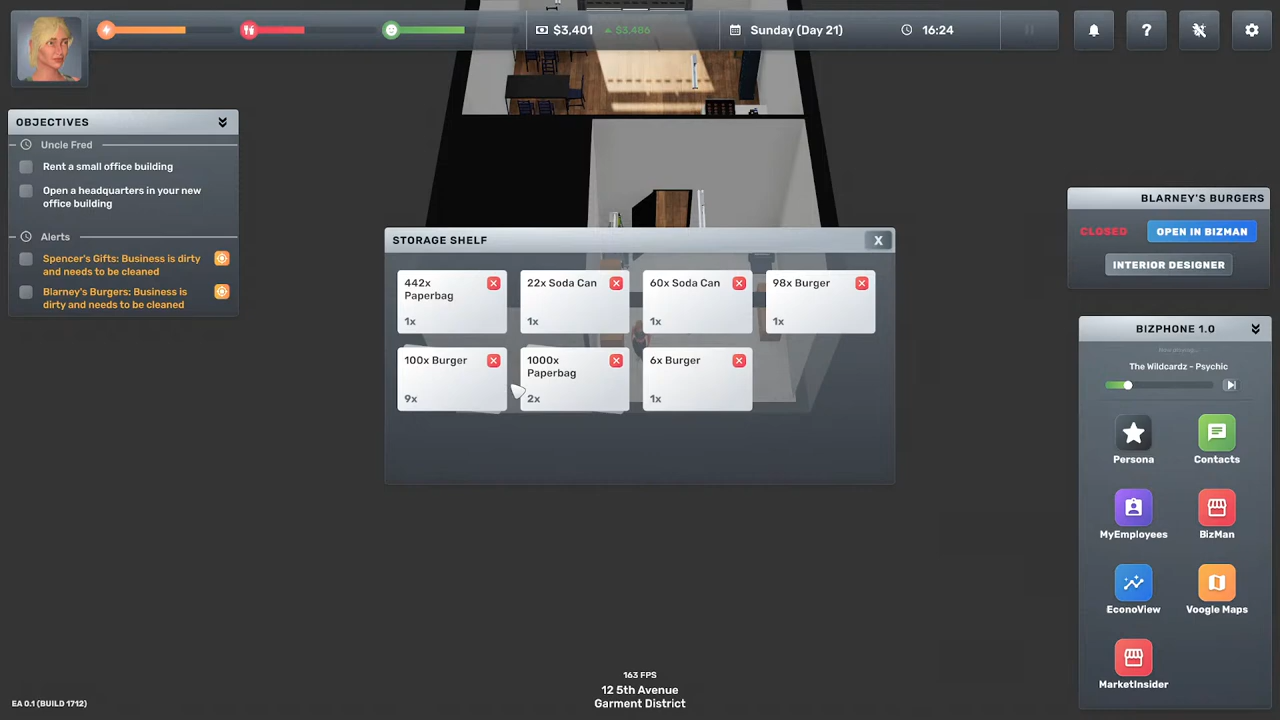 $3,401
$3.486
Sunday (Day 21)
16:24
?
OBJECTIVES
Uncle Fred
Rent a small office building
Open a headquarters in your new
office building
Alerts
Spencer's Gifts: Business is dirty
and needs to be cleaned
Blarney's Burgers: Business is
dirty and needs to be cleaned
BLARNEY'S BURGERS
CLOSED
OPEN IN BIZMAN
INTERIOR DESIGNER
STORAGE SHELF
X
442x
Paperbag
1x
22x Soda Can
1x
60x Soda Can
1x
98x Burger
1x
100x Burger
9x
1000x
Paperbag
2x
6x Burger
1x
BIZPHONE 1.0
Now playing...
The Wildcardz - Psychic
Persona
Contacts
MyEmployees
BizMan
EconoView
Voogle Maps
MarketInsider
163 FPS
12 5th Avenue
Garment District
EA 0.1 (BUILD 1712)